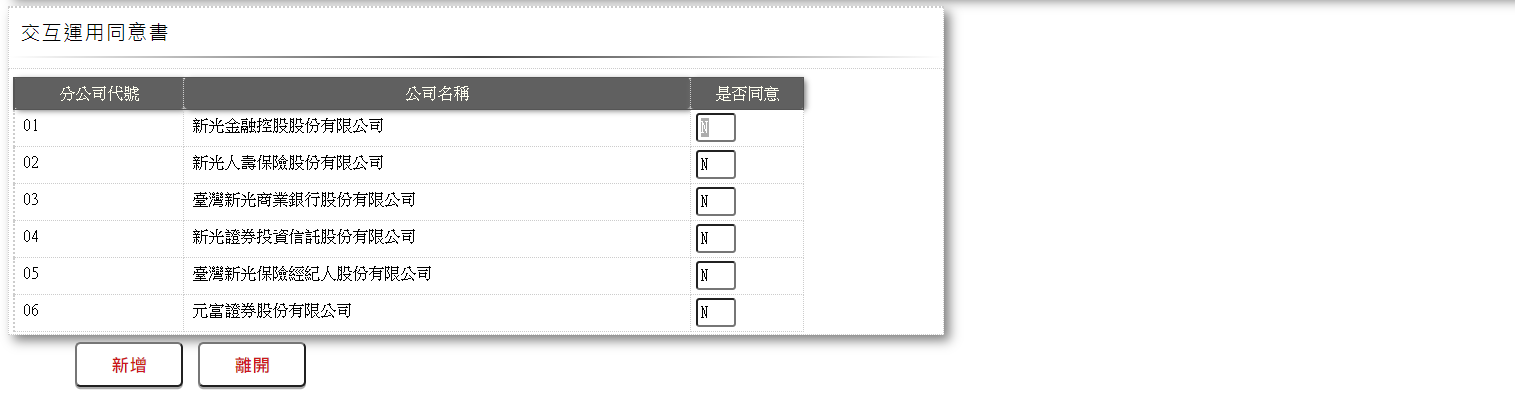 交互運用同意書
分公司代號 公司名稱 是否同意
01 新光金融控股股份有限公司 N
02 新光人壽保險股份有限公司 N
03 臺灣新光商業銀行股份有限公司 N
04 新光證券投資信託股份有限公司 N
05 臺灣新光保險經紀人股份有限公司 N
06 元富證券股份有限公司 N
新增 離開